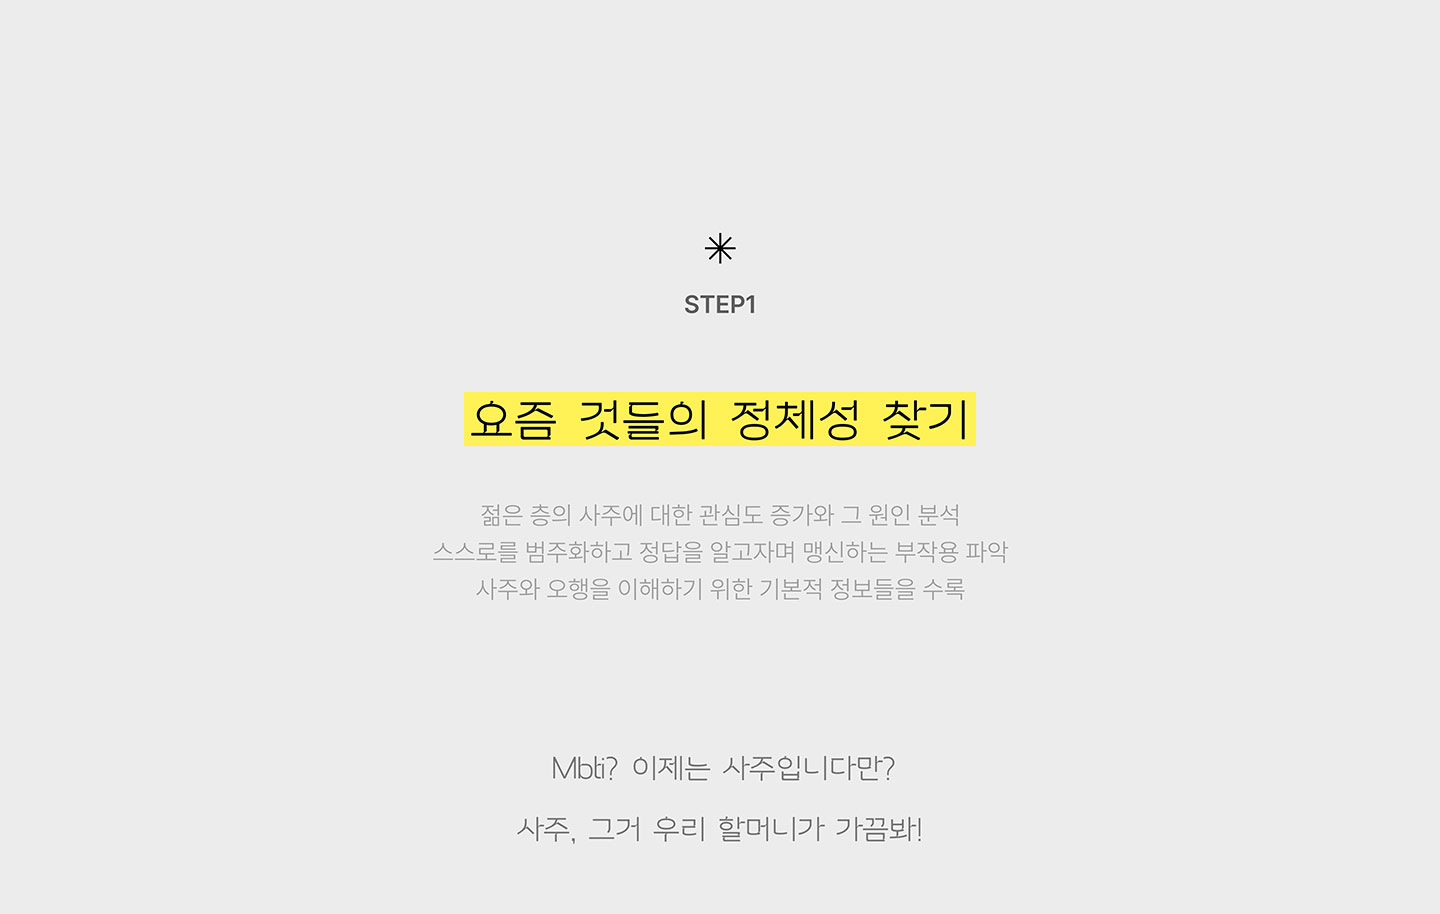 STEP1
요즘 것들의 정체성 찾기
젊은 층의 사주에 대한 관심도 증가와 그 원인 분석
스스로를 범주화하고 정답을 알고자며 맹신하는 부작용 파악
사주와 오행을 이해하기 위한 기본적 정보들을 수록
Mbti? 이제는 사주입니다만?
사주, 그거 우리 할머니가 가끔봐!